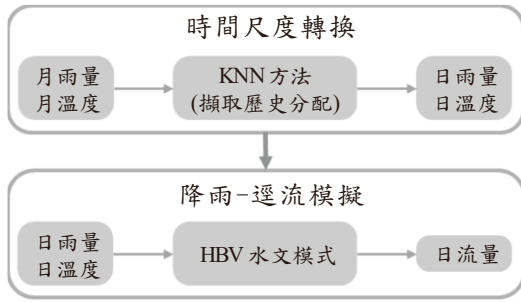 時間尺度轉換
月雨量
月溫度
KNN 方法
(擷取歷史分配)
日雨量
日溫度
降雨-逕流模擬
日雨量
日溫度
HBV 水文模式
日流量